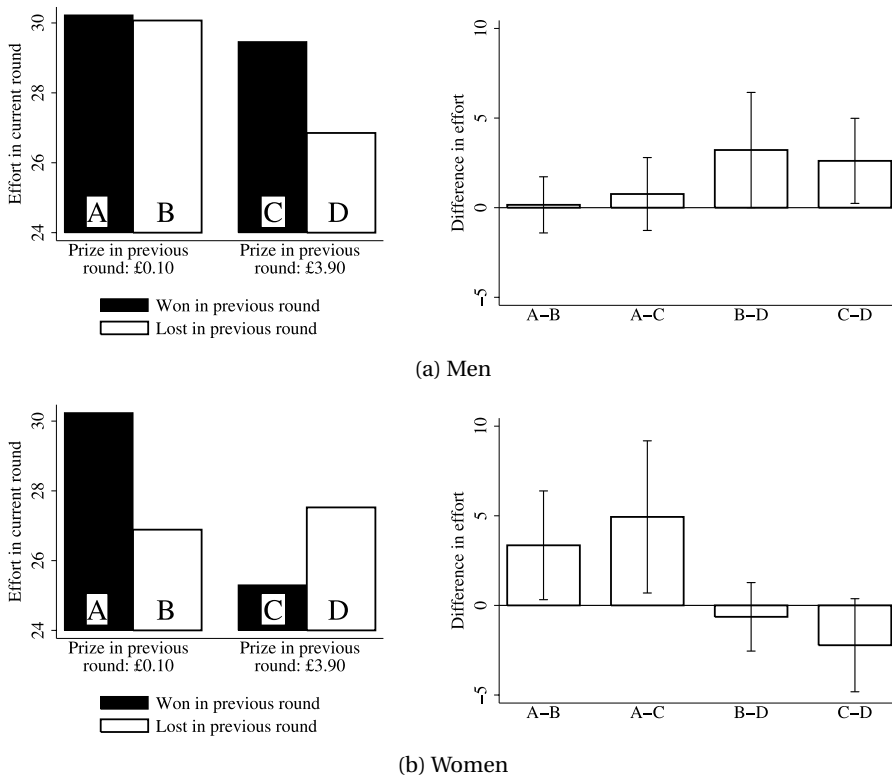 Effort in current round
24 26 28 30
A B C D
Prize in previous
round: £0.10
Prize in previous
round: £3.90
Won in previous round
Lost in previous round
Difference in effort
−5 0 5 10
A−B A−C B−D C−D
(a) Men
Effort in current round
24 26 28 30
A B C D
Prize in previous
round: £0.10
Prize in previous
round: £3.90
Won in previous round
Lost in previous round
Difference in effort
−5 0 5 10
A−B A−C B−D C−D
(b) Women